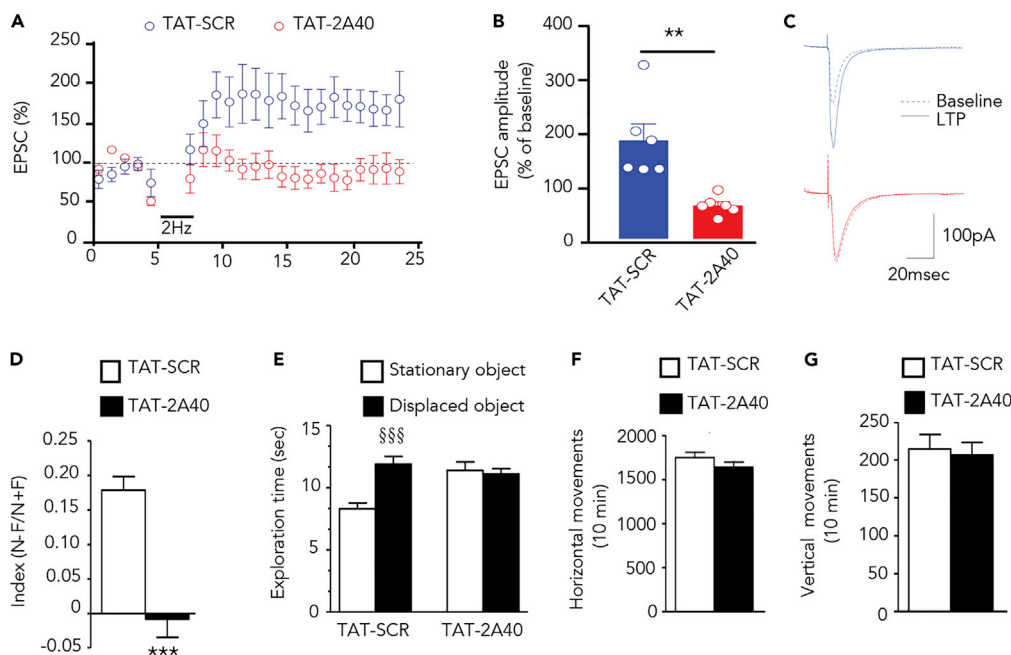 A
TAT-SCR TAT-2A40
EPSC (%)
250
200
150
100
50
0
2Hz
0 5 10 15 20 25
B
EPSC amplitude
(% of baseline)
400
300
200
100
0
**
TAT-SCR TAT-2A40
C
Baseline
LTP
100pA
20msec
D
TAT-SCR
TAT-2A40
Index (N-F/N+F)
0.25
0.20
0.15
0.10
0.05
0
-0.05
***
E
Stationary object
Displaced object
Exploration time (sec)
15
10
5
0
§§§
TAT-SCR TAT-2A40
F
TAT-SCR
TAT-2A40
Horizontal movements
(10 min)
2000
1500
1000
500
0
G
TAT-SCR
TAT-2A40
Vertical movements
(10 min)
250
200
150
100
50
0